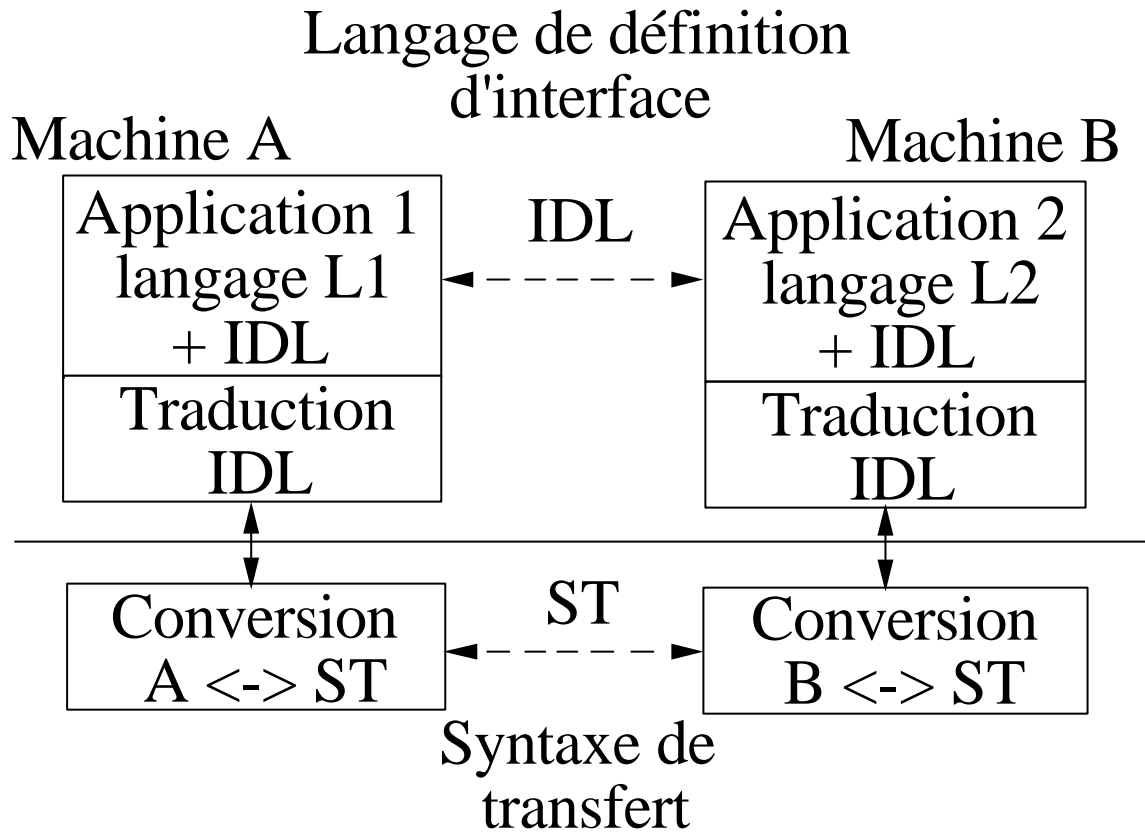 Langage de définition
d'interface
Machine A
Machine B
Application 1
langage L1
+ IDL
Traduction
IDL
IDL
Application 2
langage L2
+ IDL
Traduction
IDL
Conversion
A <-> ST
ST
Conversion
B <-> ST
Syntaxe de
transfert